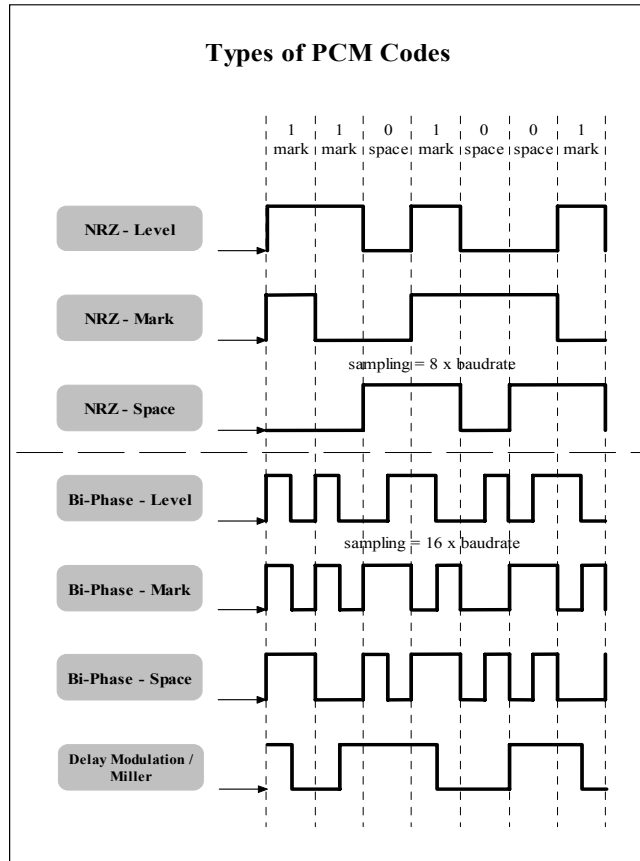 Types of PCM Codes
1 1 0 1 0 0 1
mark mark space mark space space mark
NRZ - Level
NRZ - Mark
sampling = 8 x baudrate
NRZ - Space
Bi-Phase - Level
sampling = 16 x baudrate
Bi-Phase - Mark
Bi-Phase - Space
Delay Modulation /
Miller